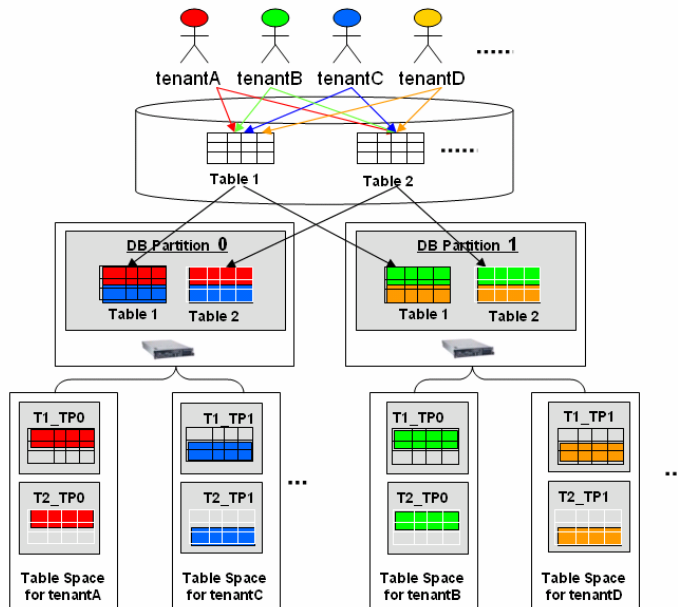 tenantA tenantB tenantC tenantD ......
Table 1 Table 2 ......
DB Partition 0 DB Partition 1
Table 1 Table 2 Table 1 Table 2
T1_TP0 T1_TP1 T1_TP0 T1_TP1
... ...
T2_TP0 T2_TP1 T2_TP0 T2_TP1
Table Space Table Space Table Space Table Space
for tenantA for tenantC for tenantB for tenantD